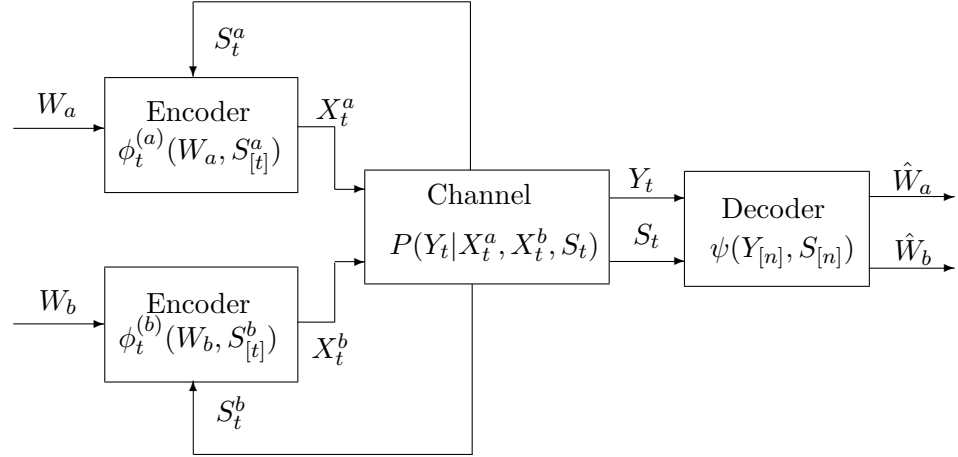 S_t^a
W_a
Encoder
ϕ_t^{(a)}(W_a, S_{[t]}^a)
X_t^a
Channel
P(Y_t|X_t^a, X_t^b, S_t)
Y_t
S_t
Decoder
ψ(Y_{[n]}, S_{[n]})
Ŵ_a
Ŵ_b
W_b
Encoder
ϕ_t^{(b)}(W_b, S_{[t]}^b)
X_t^b
S_t^b